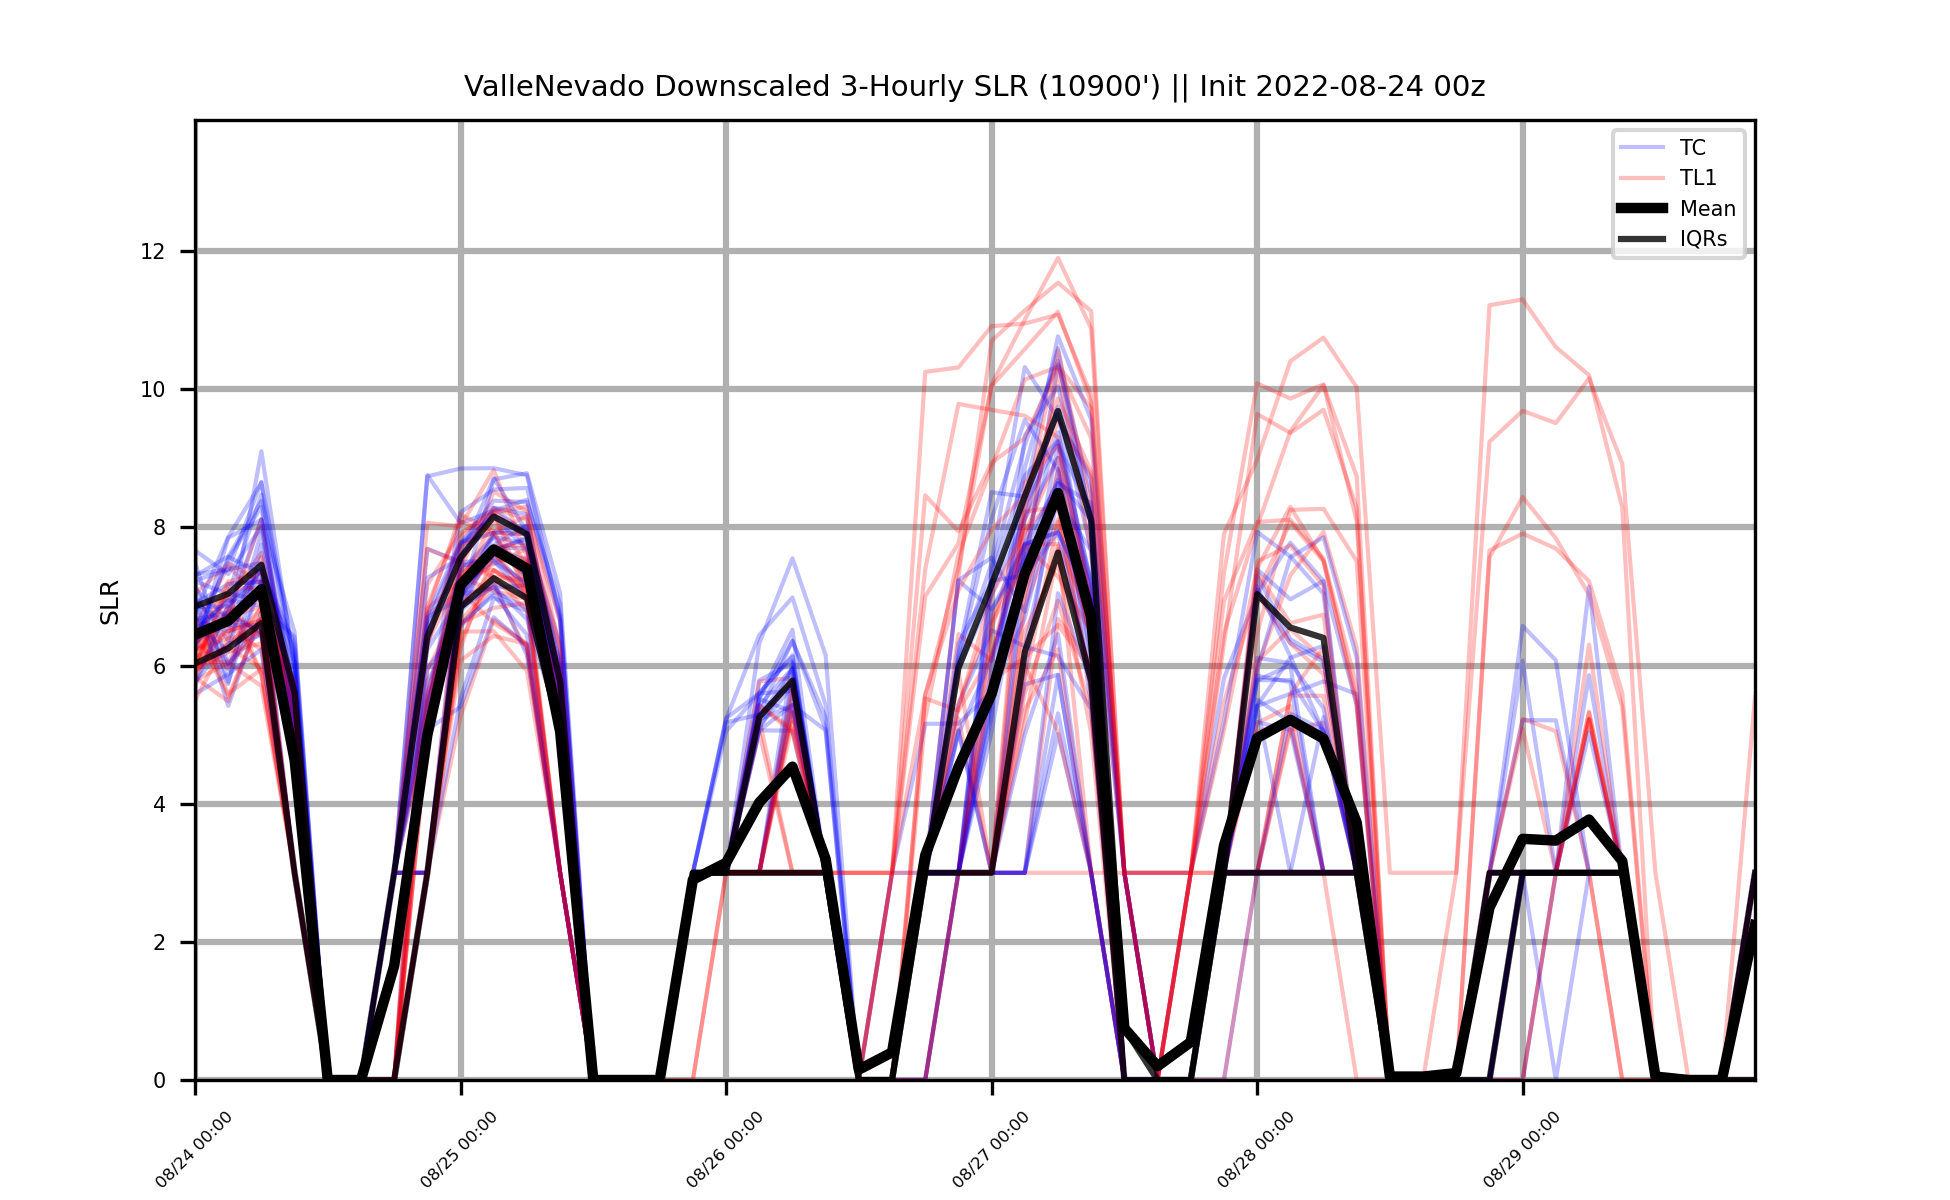 ValleNevado Downscaled 3-Hourly SLR (10900') || Init 2022-08-24 00z
TC
TL1
Mean
IQRs
SLR
12
10
8
6
4
2
0
08/24 00:00
08/25 00:00
08/26 00:00
08/27 00:00
08/28 00:00
08/29 00:00